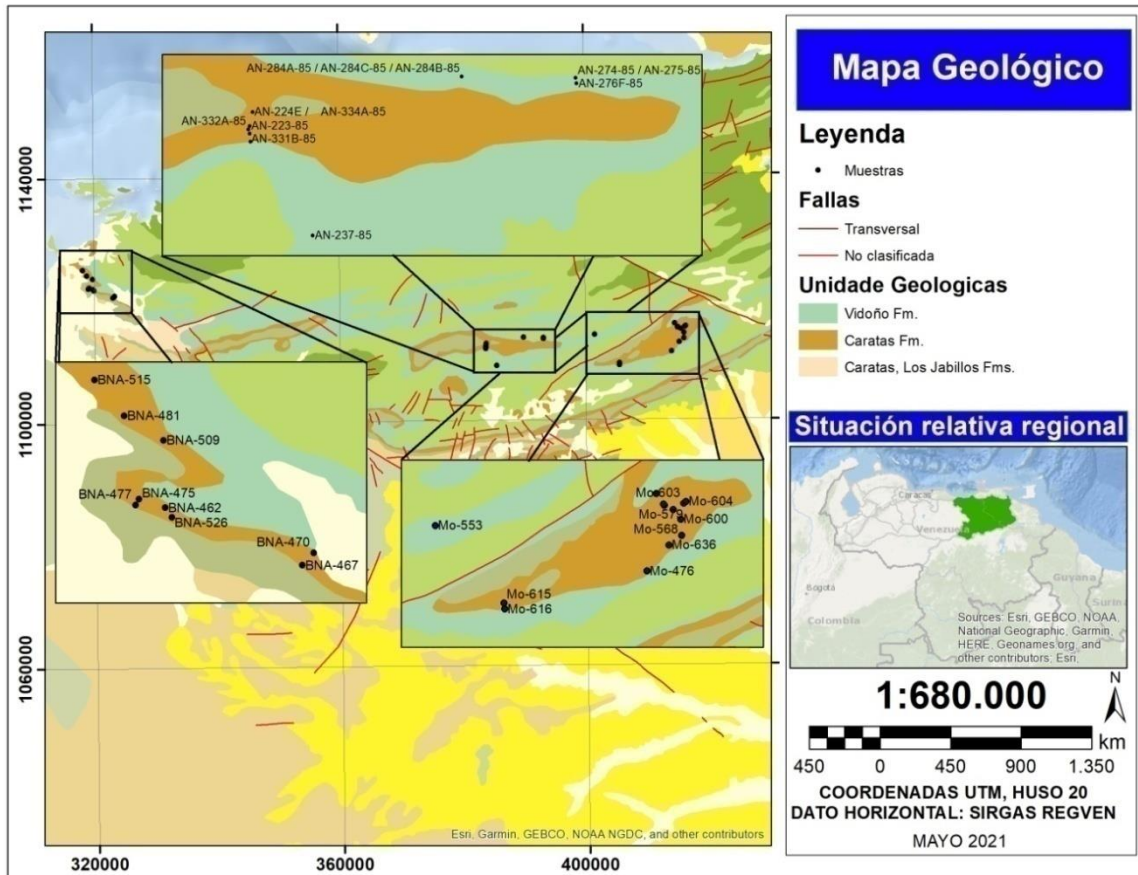 AN-284A-85 / AN-284C-85 / AN-284B-85
AN-274-85 / AN-275-85
AN-276F-85
AN-224E / AN-334A-85
AN-332A-85
AN-223-85
AN-331B-85
AN-237-85
1140000
1100000
1060000
BNA-515
BNA-481
BNA-509
BNA-477
BNA-475
BNA-462
BNA-526
BNA-470
BNA-467
Mo-603
Mo-604
Mo-579
Mo-600
Mo-568
Mo-553
Mo-636
Mo-476
Mo-615
Mo-616
Esri, Garmin, GEBCO, NOAA NGDC, and other contributors
320000
360000
400000
Mapa Geológico
Leyenda
Muestras
Fallas
Transversal
No clasificada
Unidade Geologicas
Vidoño Fm.
Caratas Fm.
Caratas, Los Jabillos Fms.
Situación relativa regional
Caracas
Venezuela
Guyana
Bogotá
Surin
Colombia
Sources: Esri, GEBCO, NOAA,
National Geographic, Garmin,
HERE, Geonames.org, and
other contributors, Esri,
N
1:680.000
km
450 0 450 900 1.350
COORDENADAS UTM, HUSO 20
DATO HORIZONTAL: SIRGAS REGVEN
MAYO 2021